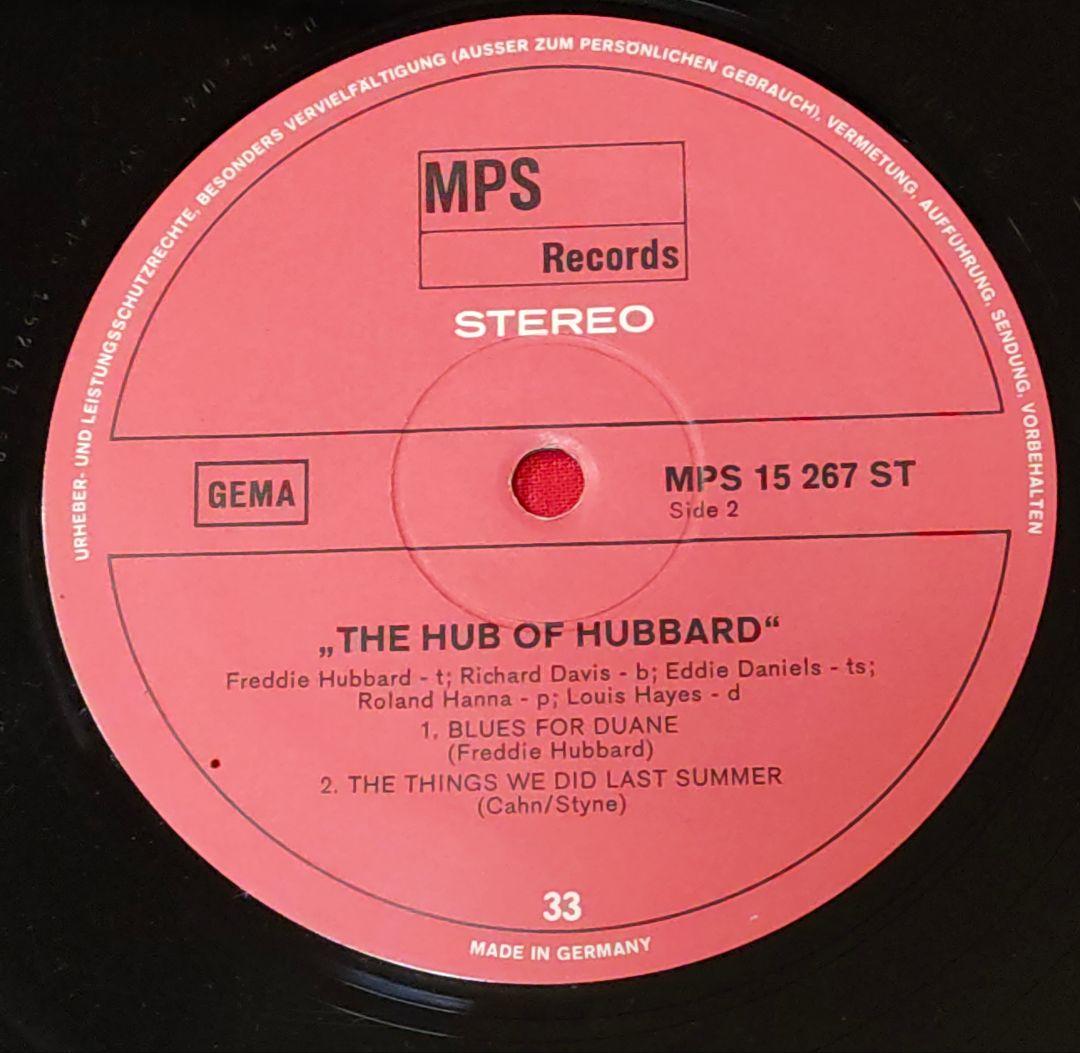 URHEBER- UND LEISTUNGSSCHUTZRECHTE, BESONDERS VERVIELFÄLTIGUNG (AUSSER ZUM PERSÖNLICHEN GEBRAUCH), VERMIETUNG, AUFFÜHRUNG, SENDUNG, VORBEHALTEN
MPS
Records
STEREO
GEMA
MPS 15 267 ST
Side 2
„THE HUB OF HUBBARD“
Freddie Hubbard - t; Richard Davis - b; Eddie Daniels - ts;
Roland Hanna - p; Louis Hayes - d
1. BLUES FOR DUANE
(Freddie Hubbard)
2. THE THINGS WE DID LAST SUMMER
(Cahn/Styne)
33
MADE IN GERMANY